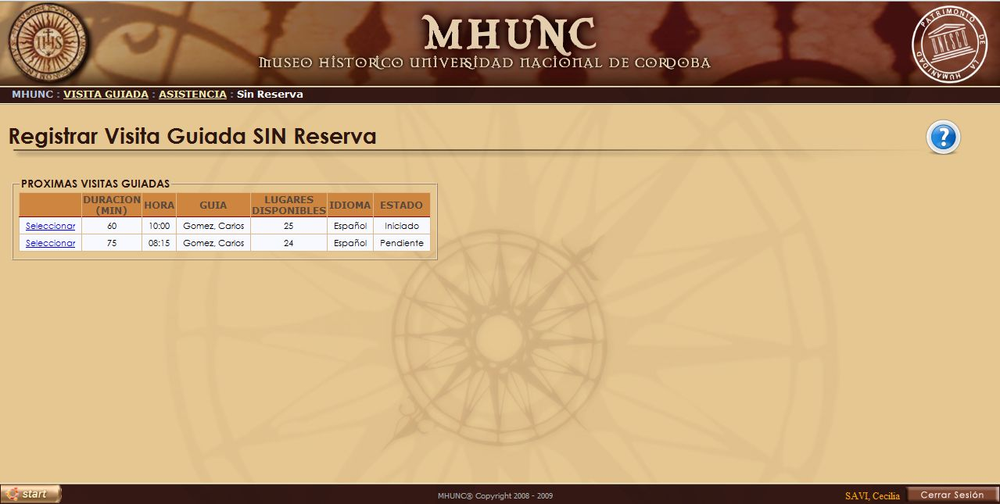 IHS
MHUNC
MUSEO HISTORICO UNIVERSIDAD NACIONAL DE CORDOBA
PATRIMONIO DE LA HUMANIDAD
UNESCO
MHUNC : VISITA GUIADA : ASISTENCIA : Sin Reserva
Registrar Visita Guiada SIN Reserva
?
PROXIMAS VISITAS GUIADAS
DURACION (MIN) HORA GUIA LUGARES DISPONIBLES IDIOMA ESTADO
Seleccionar 60 10:00 Gomez, Carlos 25 Español Iniciado
Seleccionar 75 08:15 Gomez, Carlos 24 Español Pendiente
start
MHUNC® Copyright 2008 - 2009
SAVI, Cecilia
Cerrar Sesión